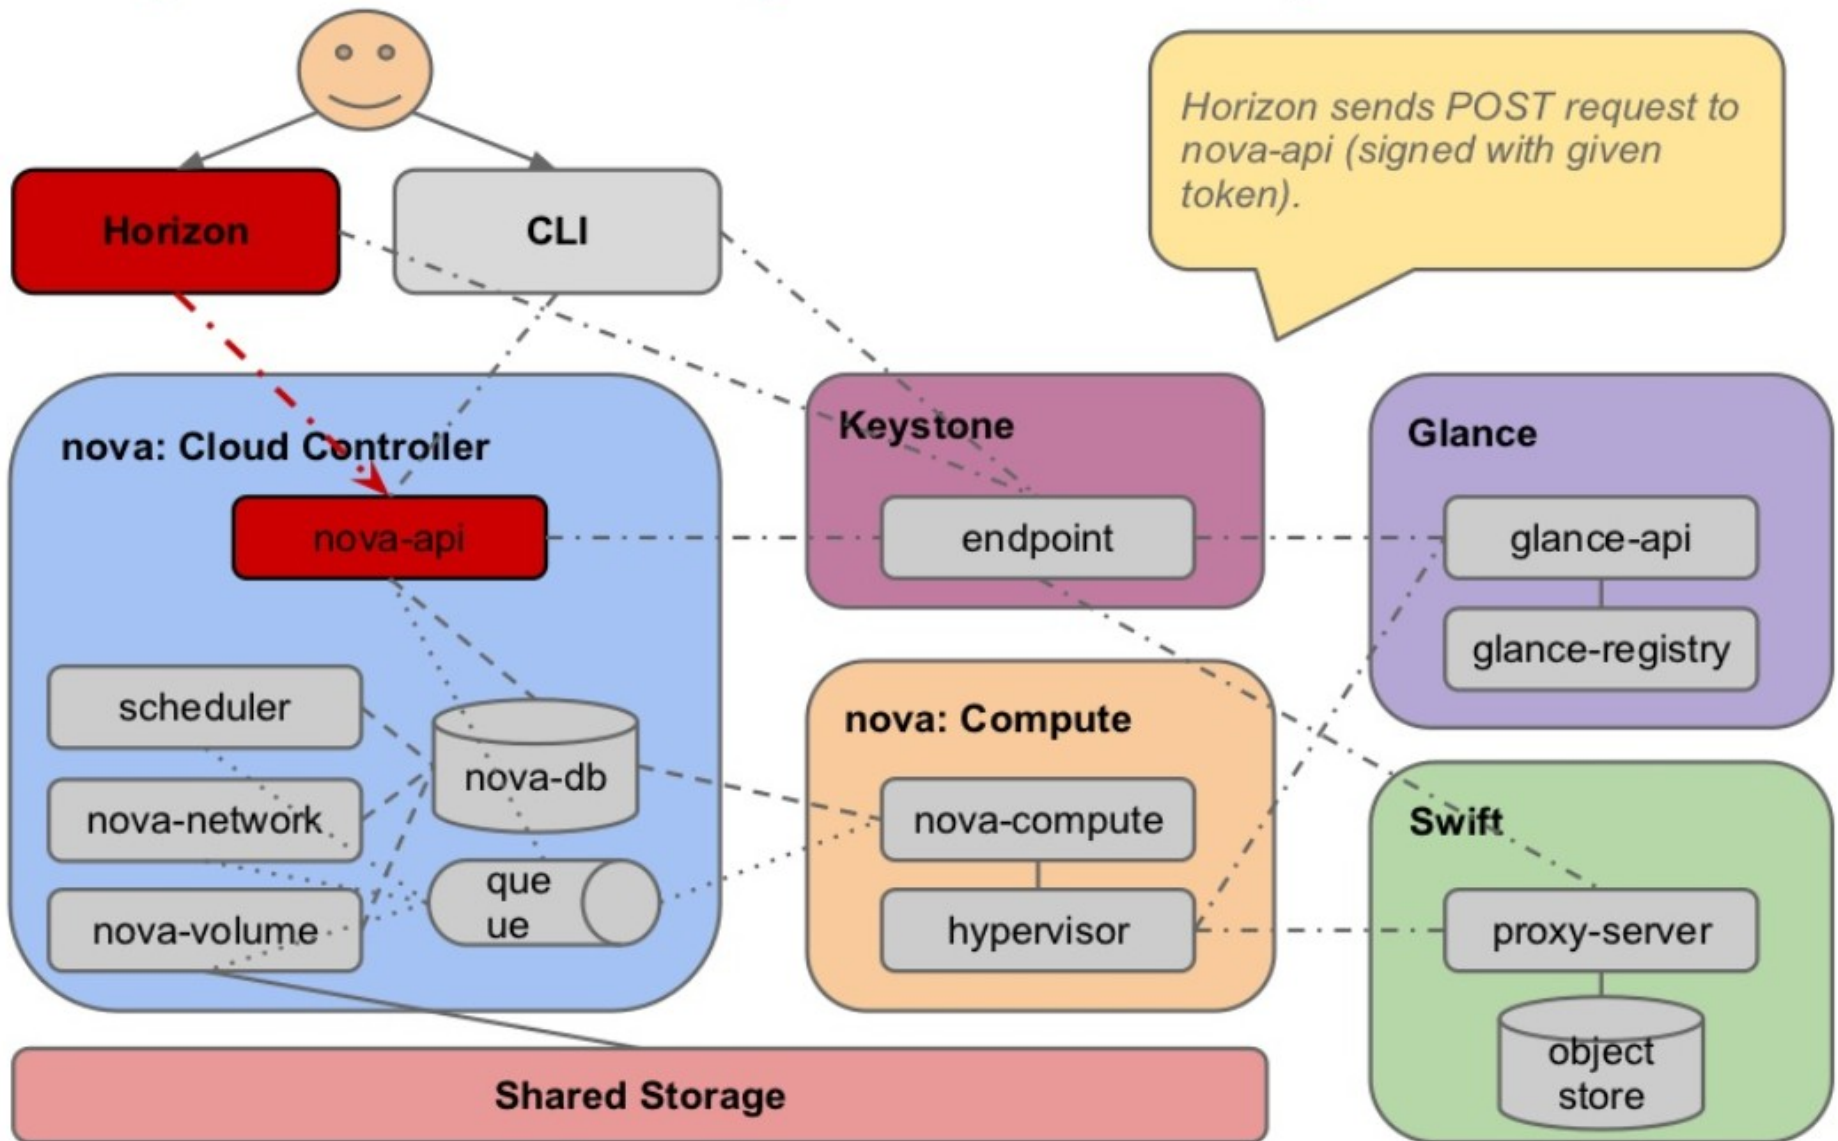 Horizon sends POST request to
nova-api (signed with given
token).
Horizon
CLI
nova: Cloud Controller
nova-api
scheduler
nova-network
nova-volume
nova-db
que
ue
Keystone
endpoint
nova: Compute
nova-compute
hypervisor
Glance
glance-api
glance-registry
Swift
proxy-server
object
store
Shared Storage